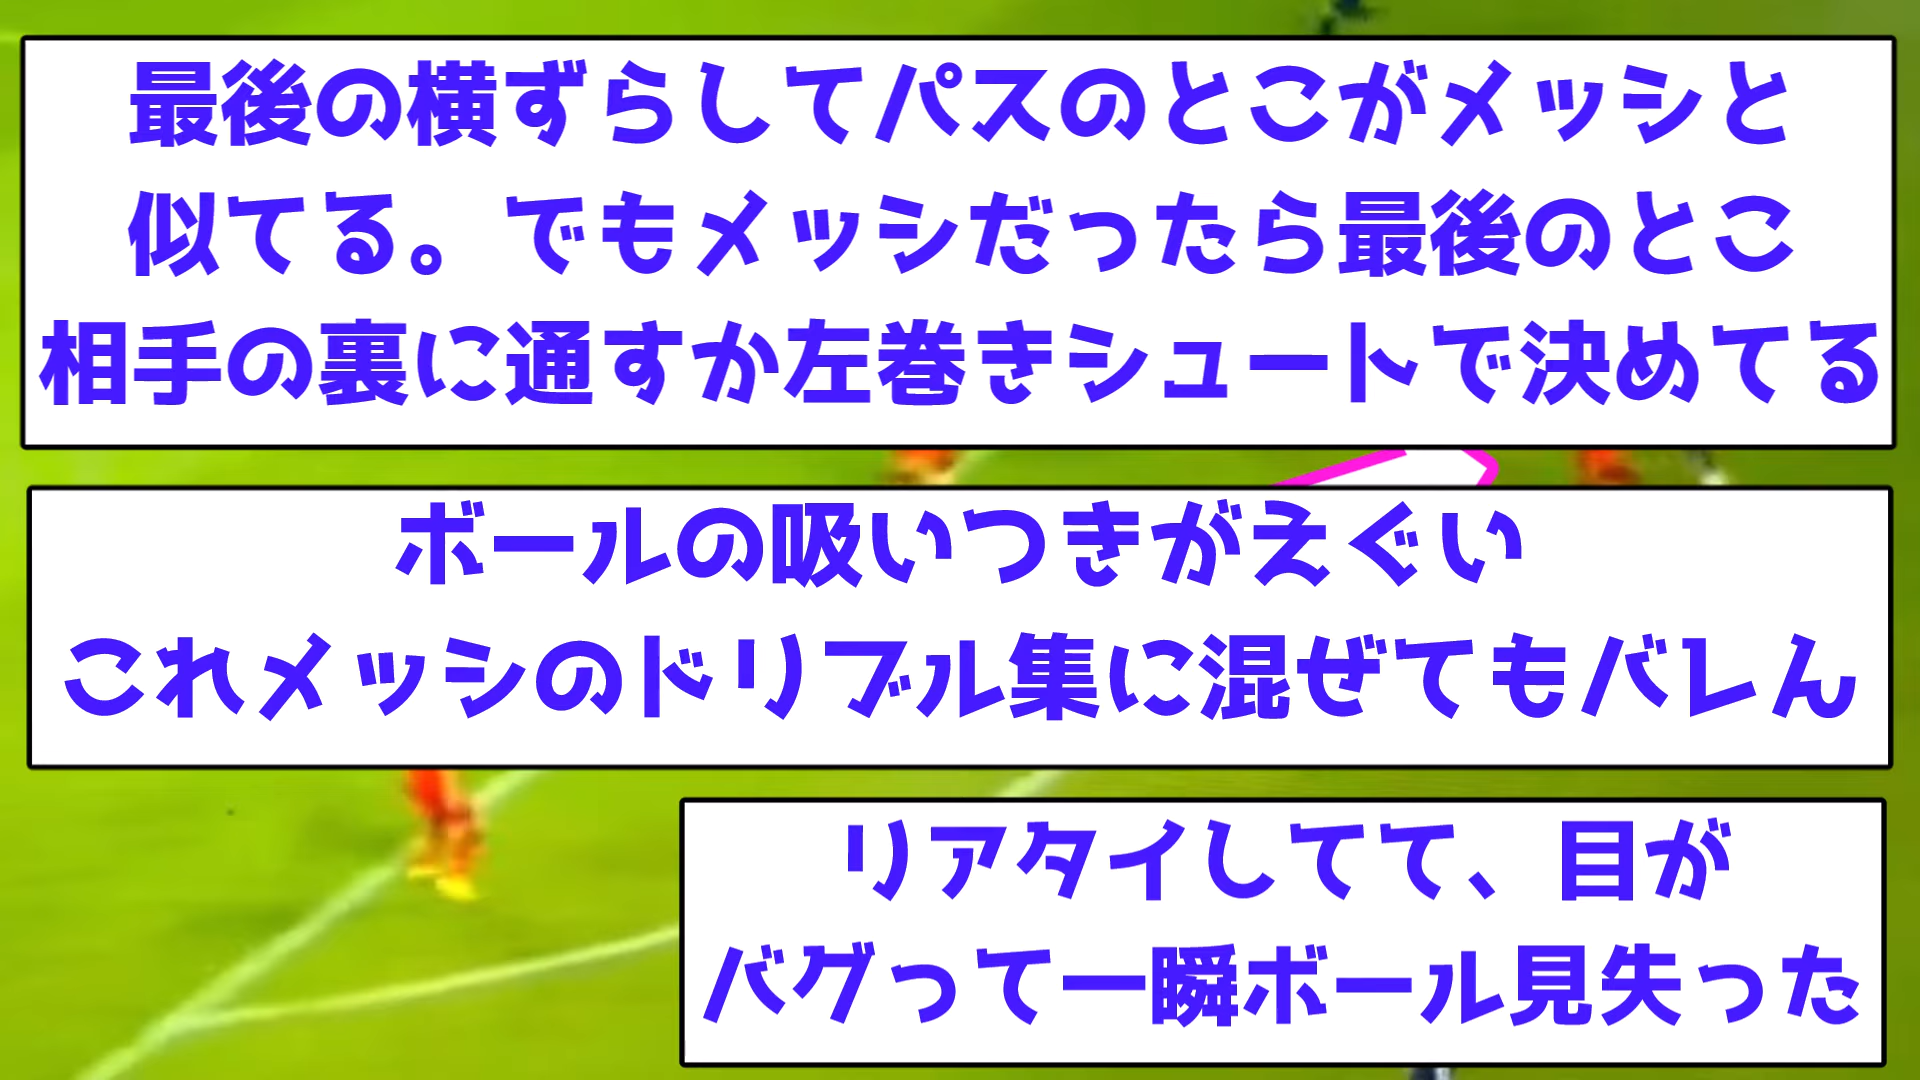 最後の横ずらしてパスのとこがメッシと
似てる。でもメッシだったら最後のとこ
相手の裏に通すか左巻きシュートで決めてる
ボールの吸いつきがえぐい
これメッシのドリブル集に混ぜてもバレん
リアタイしてて、目が
バグって一瞬ボール見失った